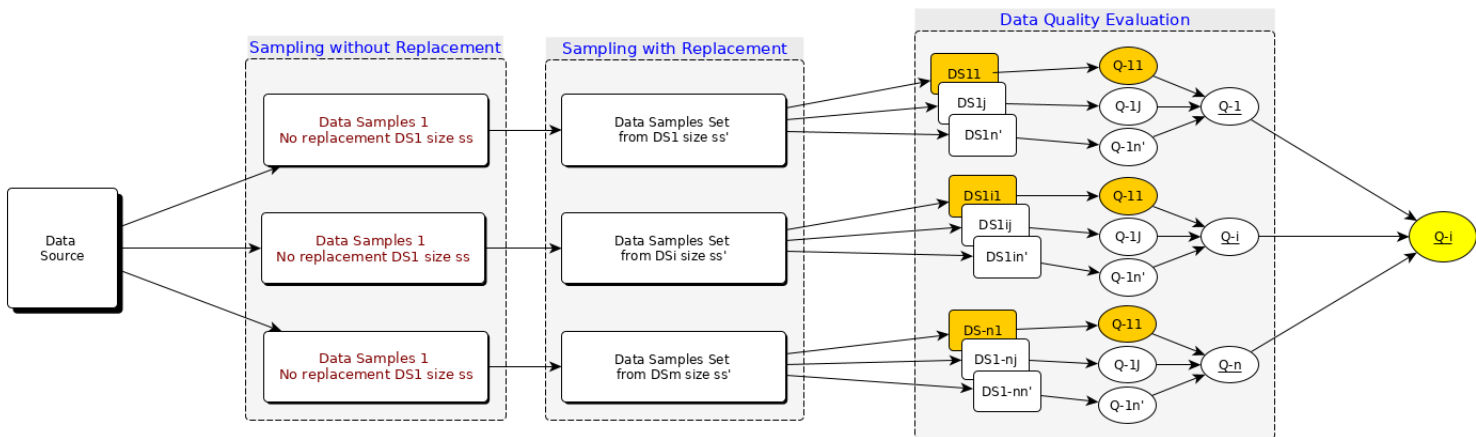 Data Quality Evaluation
Sampling without Replacement
Sampling with Replacement
Data
Source
Data Samples 1
No replacement DS1 size ss
Data Samples 1
No replacement DS1 size ss
Data Samples 1
No replacement DS1 size ss
Data Samples Set
from DS1 size ss'
Data Samples Set
from DSi size ss'
Data Samples Set
from DSm size ss'
DS11
DS1j
DS1n'
Q-11
Q-1J
Q-1n'
Q-1
DS1i1
DS1ij
DS1in'
Q-11
Q-1J
Q-1n'
Q-i
DS-n1
DS1-nj
DS1-nn'
Q-11
Q-1J
Q-1n'
Q-n
Q-i